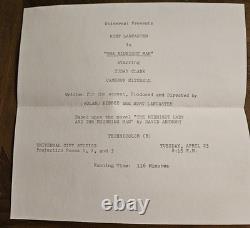 Universal Presents
BURT LANCASTER
in
"THE MIDNIGHT MAN"
starring
SUSAN CLARK
CAMERON MITCHELL
Written for the screen, Produced and Directed by
ROLAND KIBBEE and BURT LANCASTER
Based upon the novel "THE MIDNIGHT LADY
AND THE MOURNING MAN" by DAVID ANTHONY
TECHNICOLOR (R)
UNIVERSAL CITY STUDIOS TUESDAY, APRIL 23
Projection Rooms 1, 2, and 3 8:15 P.M.
Running Time: 116 Minutes
©